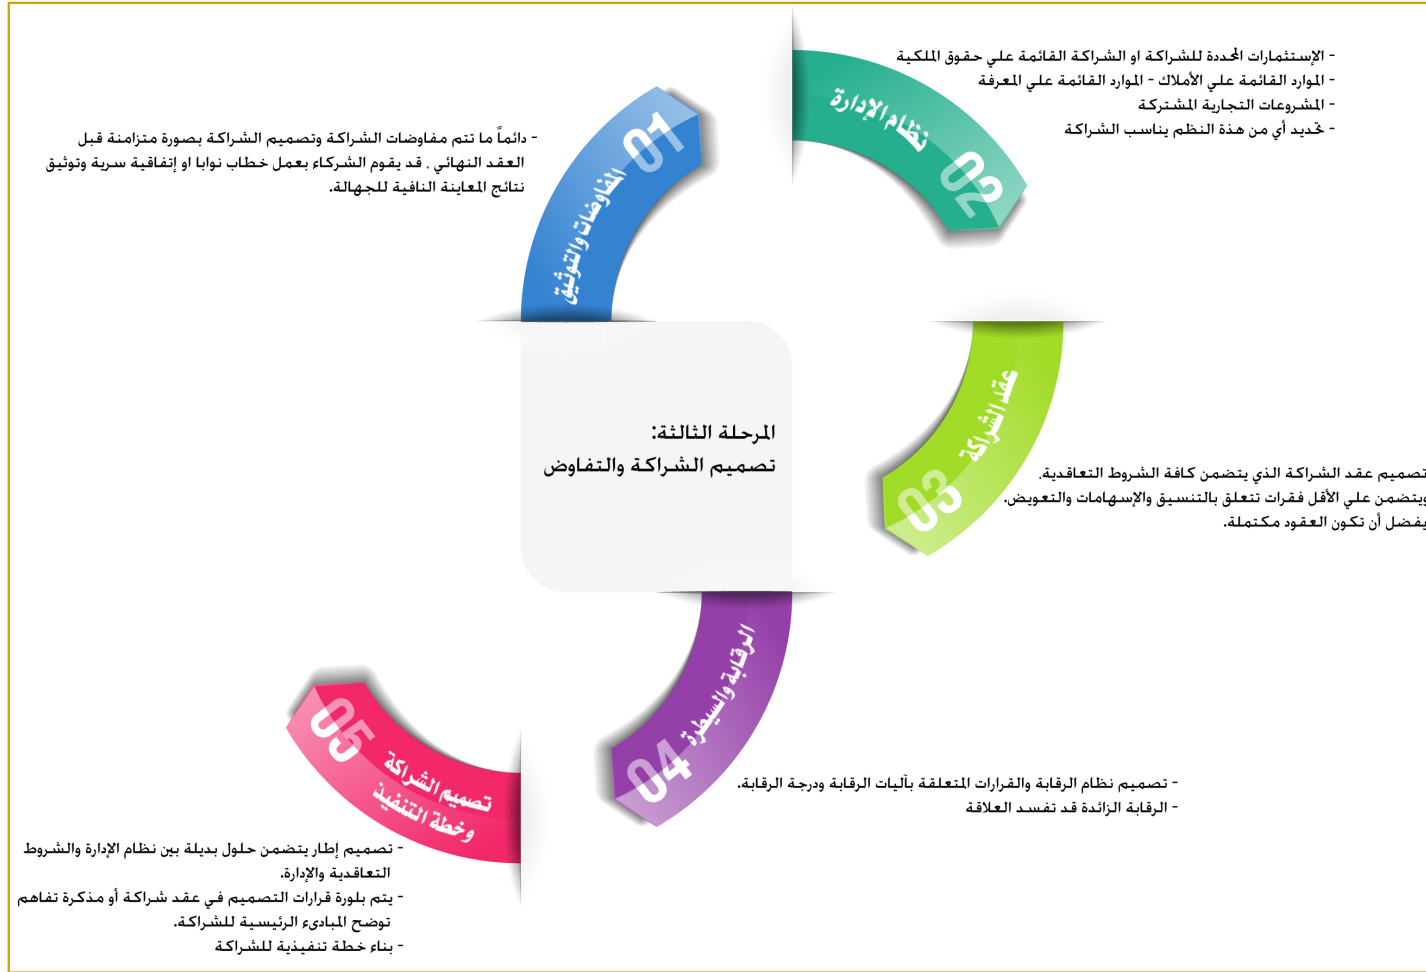 المرحلة الثالثة:
تصميم الشراكة والتفاوض
01
المفاوضات والتوثيق
- دائماً ما تتم مفاوضات الشراكة وتصميم الشراكة بصورة متزامنة قبل
العقد النهائي . قد يقوم الشركاء بعمل خطاب نوايا او إتفاقية سرية وتوثيق
نتائج المعاينة النافية للجهالة.
02
نظام الإدارة
- الإستثمارات المحددة للشراكة او الشراكة القائمة علي حقوق الملكية
- الموارد القائمة علي الأملاك - الموارد القائمة علي المعرفة
- المشروعات التجارية المشتركة
- تحديد أي من هذة النظم يناسب الشراكة
03
عقد الشراكة
تصميم عقد الشراكة الذي يتضمن كافة الشروط التعاقدية.
ويتضمن علي الأقل فقرات تتعلق بالتنسيق والإسهامات والتعويض.
يفضل أن تكون العقود مكتملة.
04
الرقابة والسيطرة
- تصميم نظام الرقابة والقرارات المتعلقة بآليات الرقابة ودرجة الرقابة.
- الرقابة الزائدة قد تفسد العلاقة
05
تصميم الشراكة
وخطة التنفيذ
- تصميم إطار يتضمن حلول بديلة بين نظام الإدارة والشروط
التعاقدية والإدارة.
- يتم بلورة قرارات التصميم في عقد شراكة أو مذكرة تفاهم
توضح المبادىء الرئيسية للشراكة.
- بناء خطة تنفيذية للشراكة